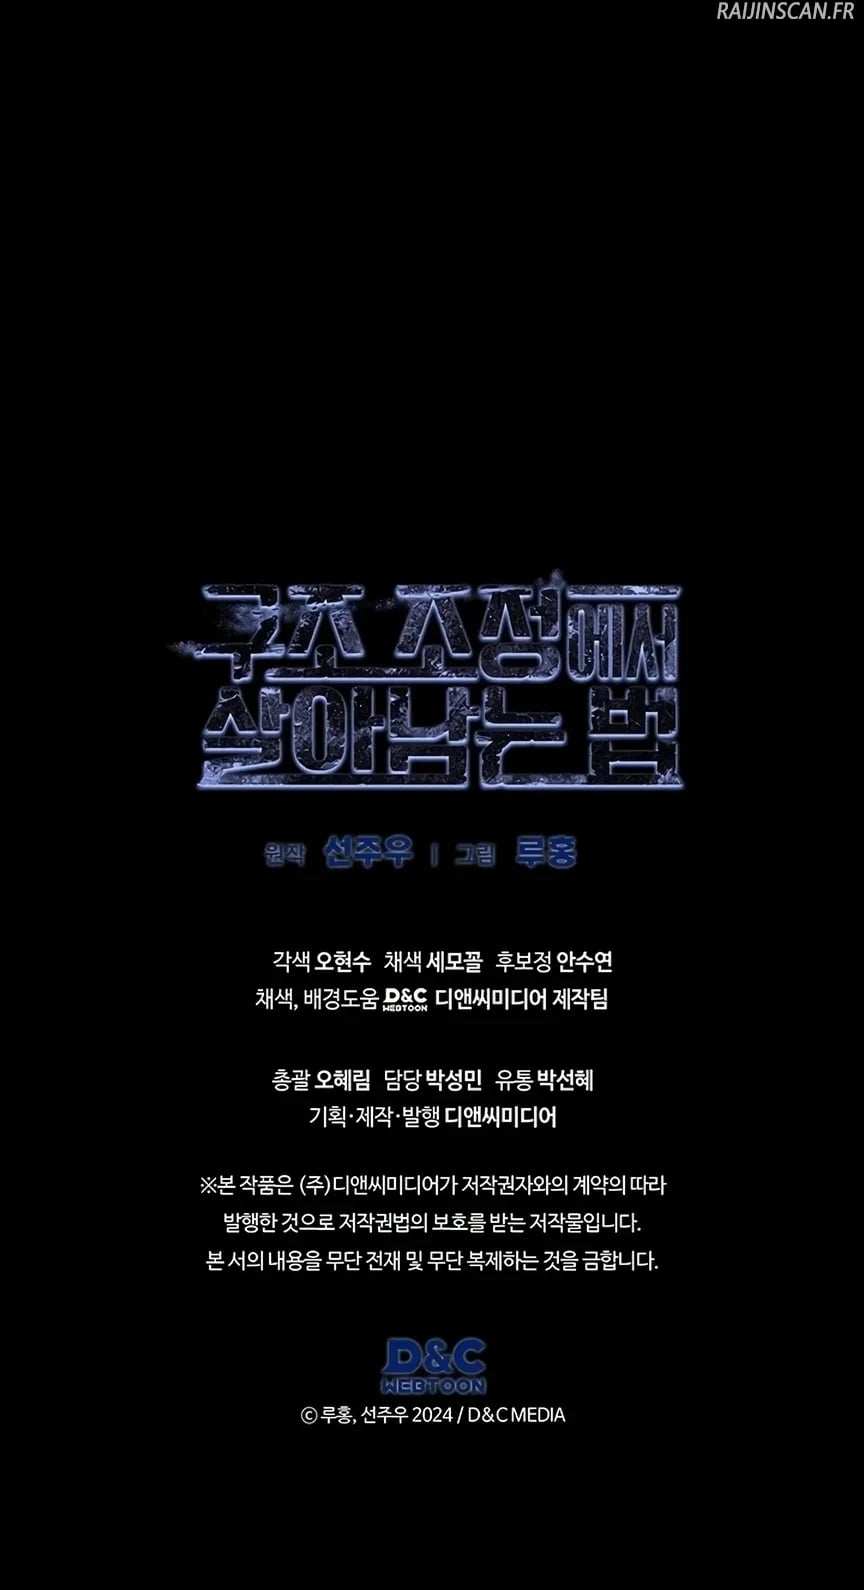 RAIJINSCAN.FR
구조 조정에서
살아남는 법
원작 선주우 | 그림 루홍
각색 오현수 채색 세모꼴 후보정 안수연
채색, 배경도움 D&C WEBTOON 디앤씨미디어 제작팀
총괄 오혜림 담당 박성민 유통 박선혜
기획·제작·발행 디앤씨미디어
※본 작품은 (주)디앤씨미디어가 저작권자와의 계약의 따라
발행한 것으로 저작권법의 보호를 받는 저작물입니다.
본 서의 내용을 무단 전재 및 무단 복제하는 것을 금합니다.
D&C
WEBTOON
© 루홍, 선주우 2024 / D&C MEDIA